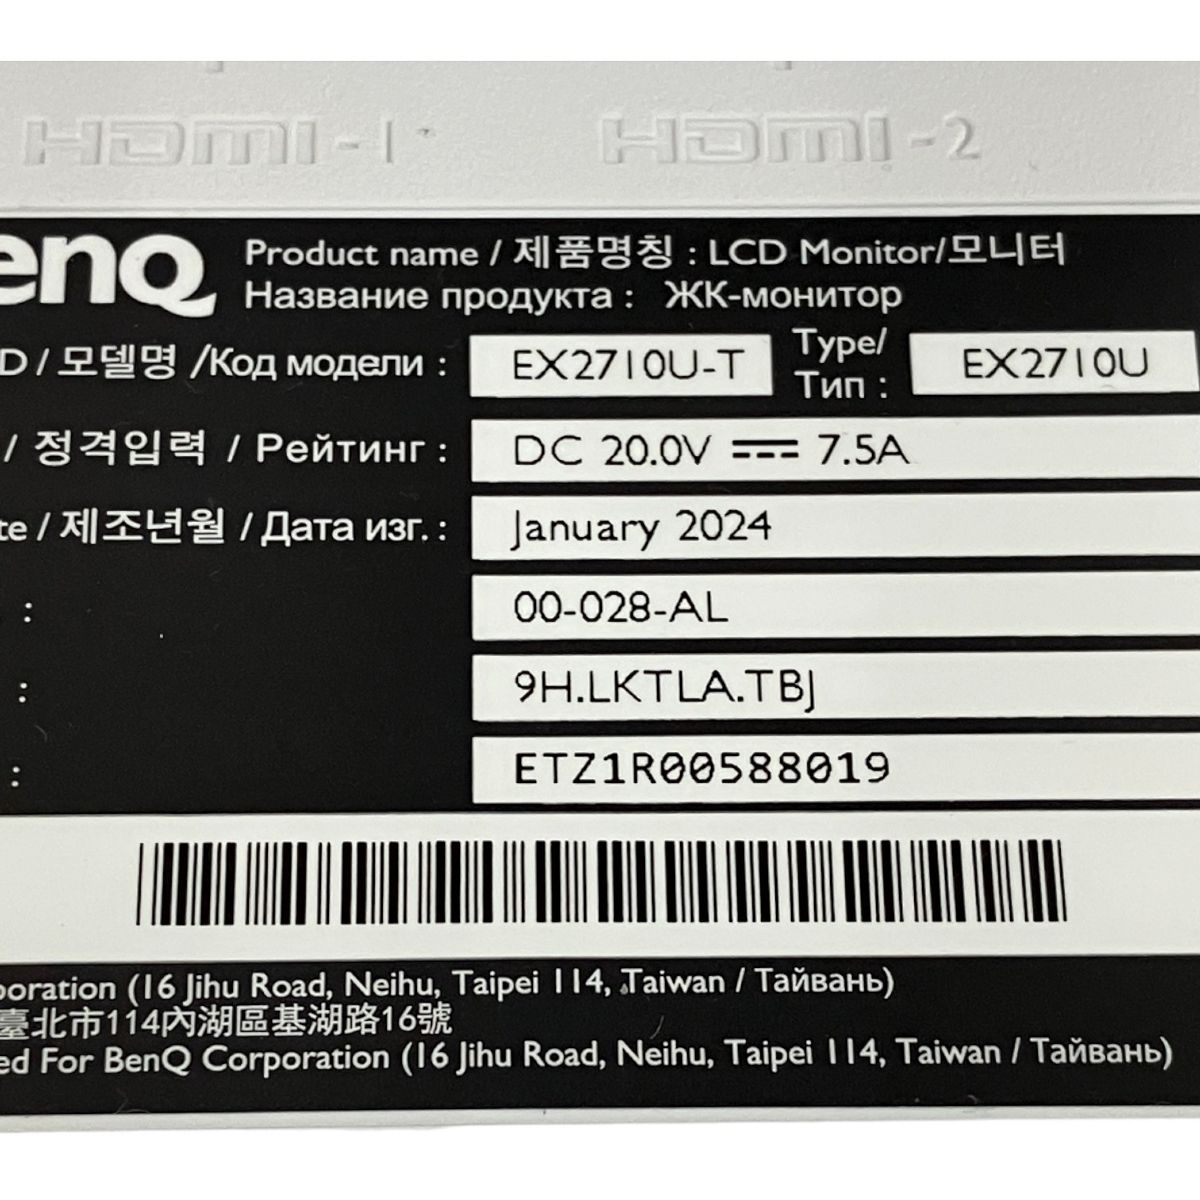 HDMI-1 HDMI-2
enQ Product name / 제품명칭 : LCD Monitor/모니터
Название продукта : ЖК-монитор
D / 모델명 /Код модели : EX2710U-T Type/ Тип : EX2710U
/ 정격입력 / Рейтинг : DC 20.0V ⎓ 7.5A
te / 제조년월 / Дата изг. : January 2024
: 00-028-AL
: 9H.LKTLA.TBJ
: ETZ1R00588019
poration (16 Jihu Road, Neihu, Taipei 114, Taiwan / Тайвань)
臺北市114內湖區基湖路16號
ed For BenQ Corporation (16 Jihu Road, Neihu, Taipei 114, Taiwan / Тайвань)